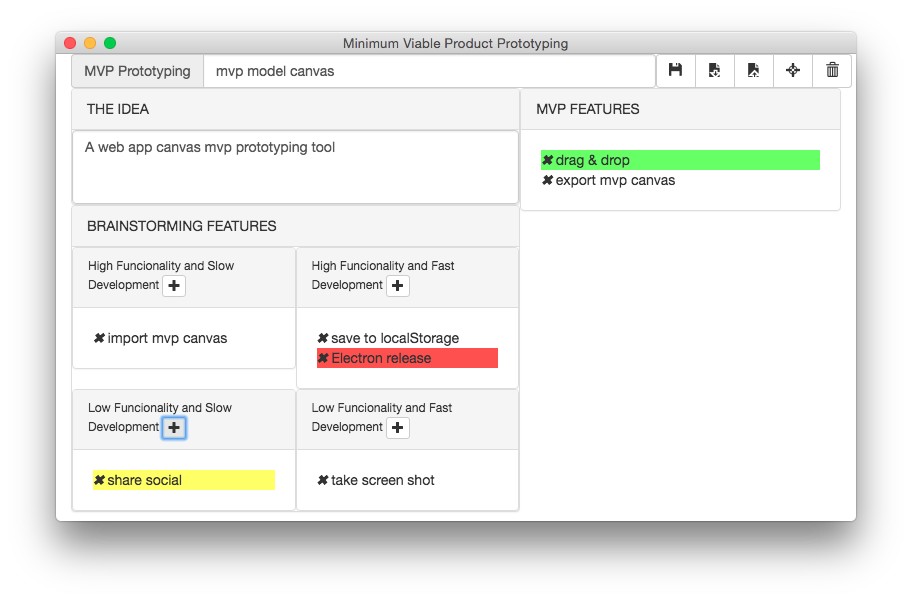 Minimum Viable Product Prototyping
MVP Prototyping
mvp model canvas
THE IDEA
A web app canvas mvp prototyping tool
BRAINSTORMING FEATURES
High Funcionality and Slow
Development
import mvp canvas
High Funcionality and Fast
Development
save to localStorage
Electron release
Low Funcionality and Slow
Development
share social
Low Funcionality and Fast
Development
take screen shot
MVP FEATURES
drag & drop
export mvp canvas